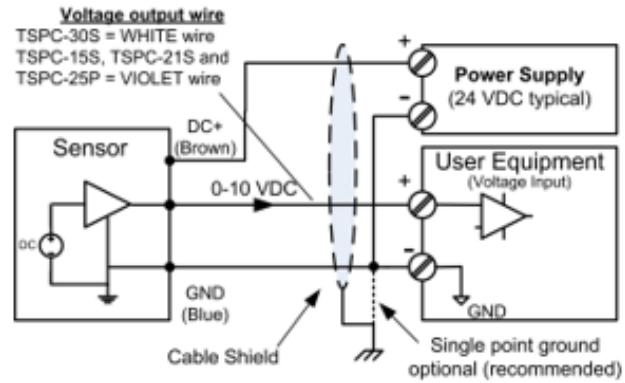 Voltage output wire
TSPC-30S = WHITE wire
TSPC-15S, TSPC-21S and
TSPC-25P = VIOLET wire
+
Power Supply
(24 VDC typical)
-
DC+
(Brown)
Sensor
User Equipment
(Voltage Input)
0-10 VDC
+
DC
-
GND
GND
(Blue)
Cable Shield
Single point ground
optional (recommended)